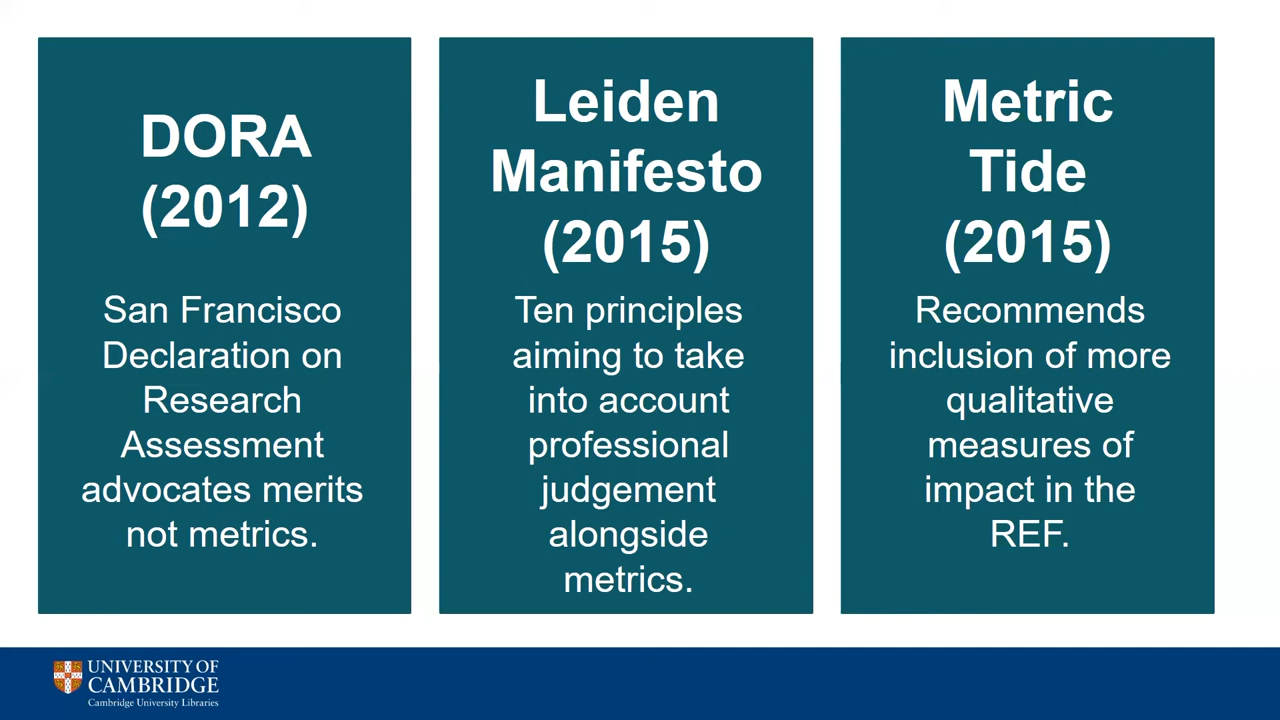 DORA
(2012)
San Francisco
Declaration on
Research
Assessment
advocates merits
not metrics.
Leiden
Manifesto
(2015)
Ten principles
aiming to take
into account
professional
judgement
alongside
metrics.
Metric
Tide
(2015)
Recommends
inclusion of more
qualitative
measures of
impact in the
REF.
UNIVERSITY OF
CAMBRIDGE
Cambridge University Libraries